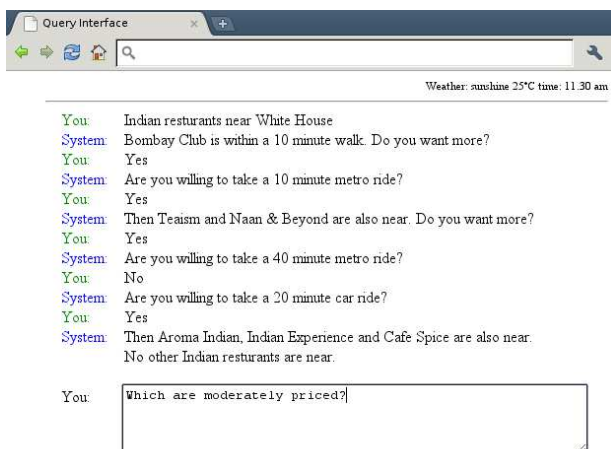 Query Interface
Weather: sunshine 25°C time: 11.30 am
You: Indian resturants near White House
System: Bombay Club is within a 10 minute walk. Do you want more?
You: Yes
System: Are you willing to take a 10 minute metro ride?
You: Yes
System: Then Teaism and Naan & Beyond are also near. Do you want more?
You: Yes
System: Are you willing to take a 40 minute metro ride?
You: No
System: Are you willing to take a 20 minute car ride?
You: Yes
System: Then Aroma Indian, Indian Experience and Cafe Spice are also near.
No other Indian resturants are near.
You: Which are moderately priced?